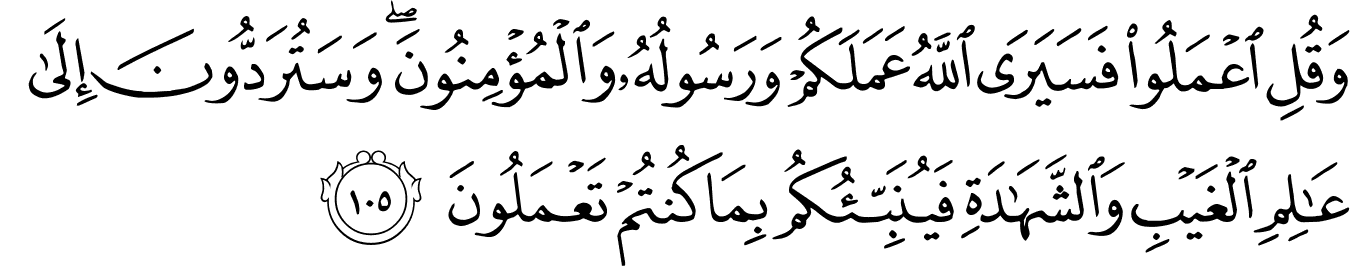 وَقُلِ ٱعْمَلُوا۟ فَسَيَرَى ٱللَّهُ عَمَلَكُمْ وَرَسُولُهُۥ وَٱلْمُؤْمِنُونَ ۖ وَسَتُرَدُّونَ إِلَىٰ
عَـٰلِمِ ٱلْغَيْبِ وَٱلشَّهَـٰدَةِ فَيُنَبِّئُكُم بِمَا كُنتُمْ تَعْمَلُونَ ١٠٥